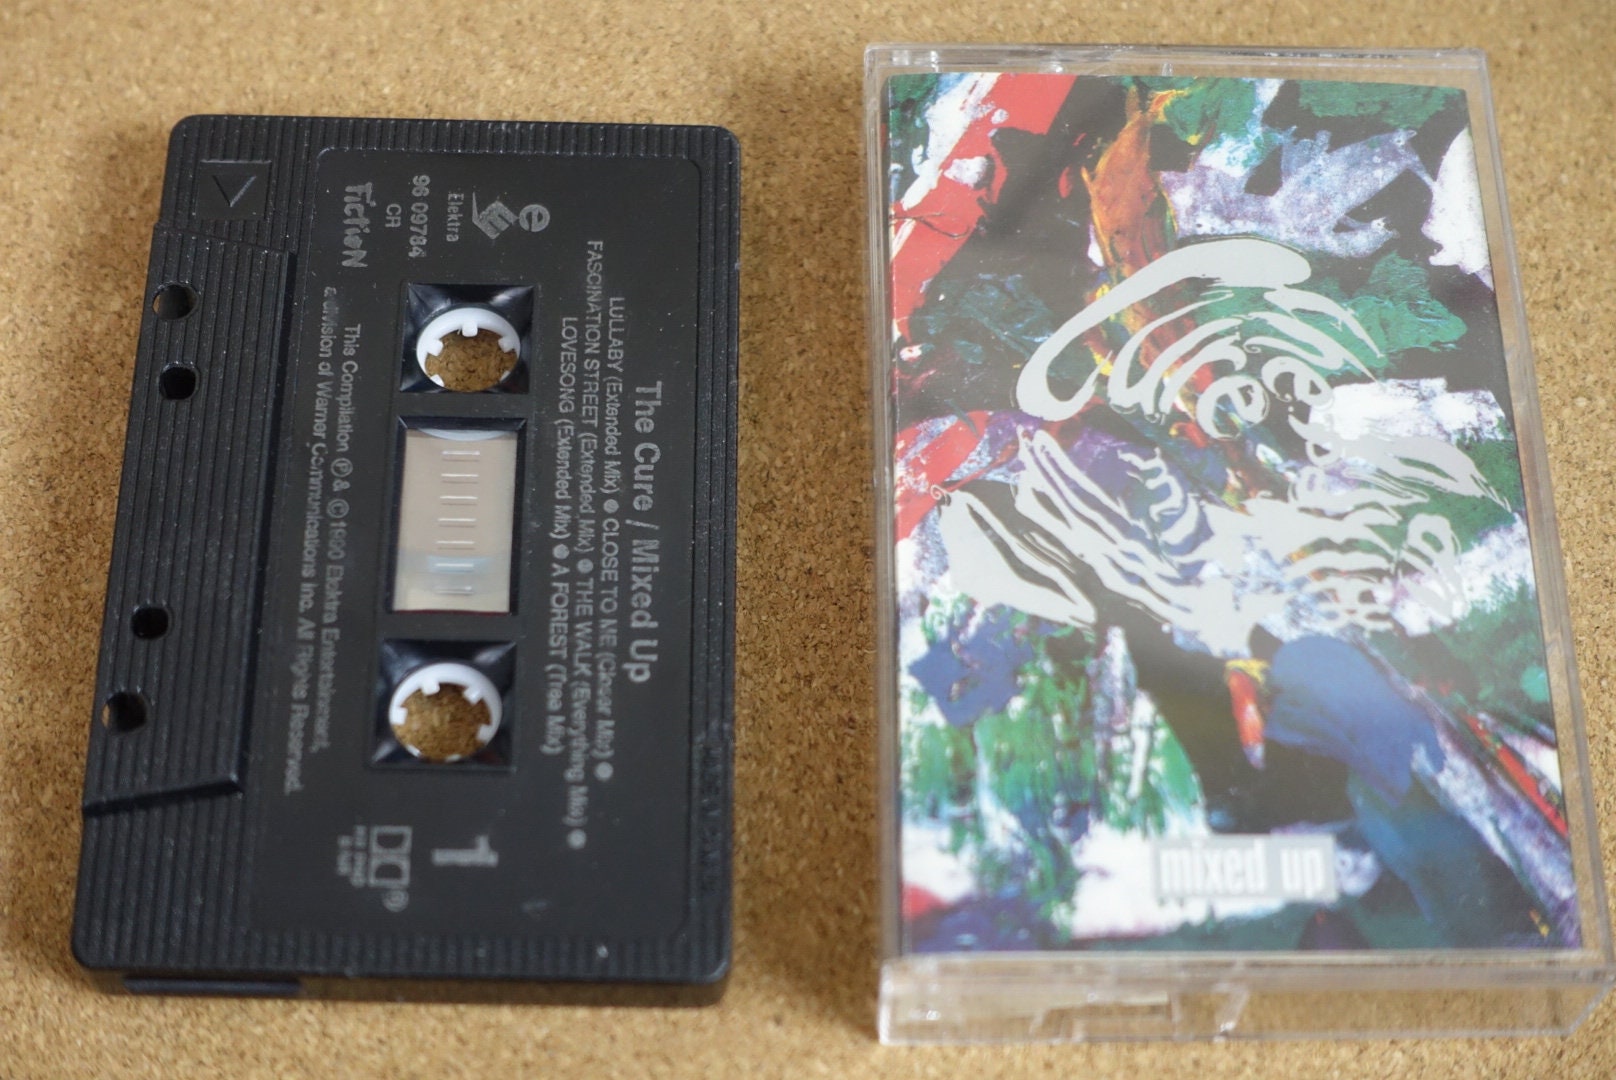 The Cure / Mixed Up
LULLABY (Extended Mix) ● CLOSE TO ME (Closer Mix) ●
FASCINATION STREET (Extended Mix) ● THE WALK (Everything Mix) ●
LOVESONG (Extended Mix) ● A FOREST (Tree Mix)
e
Elektra
96 09784
CR
1
Fiction
This Compilation ℗ & © 1990 Elektra Entertainment,
a division of Warner Communications Inc. All Rights Reserved.
The Cure
mixed up